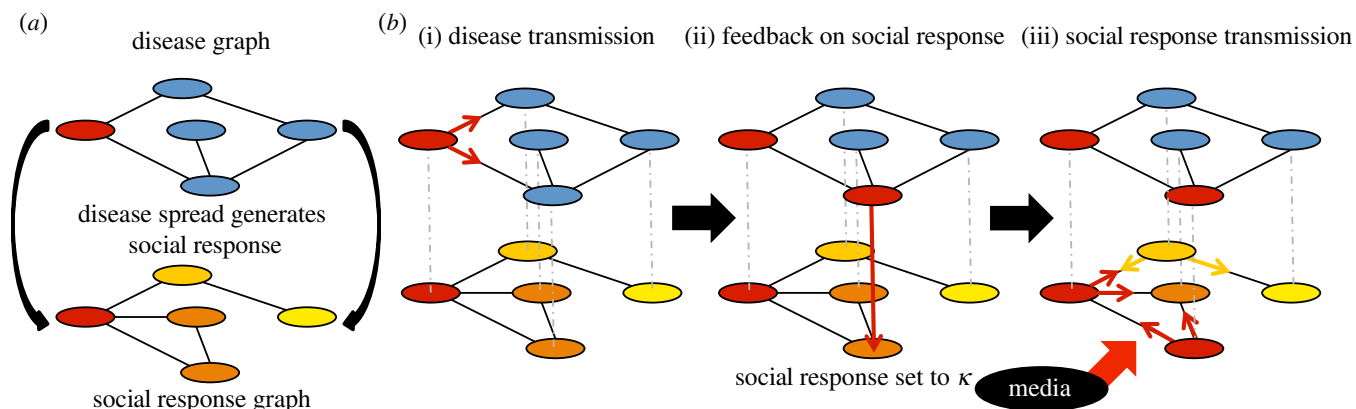 (a)
disease graph
disease spread generates
social response
social response graph
(b)
(i) disease transmission
(ii) feedback on social response
(iii) social response transmission
social response set to κ
media